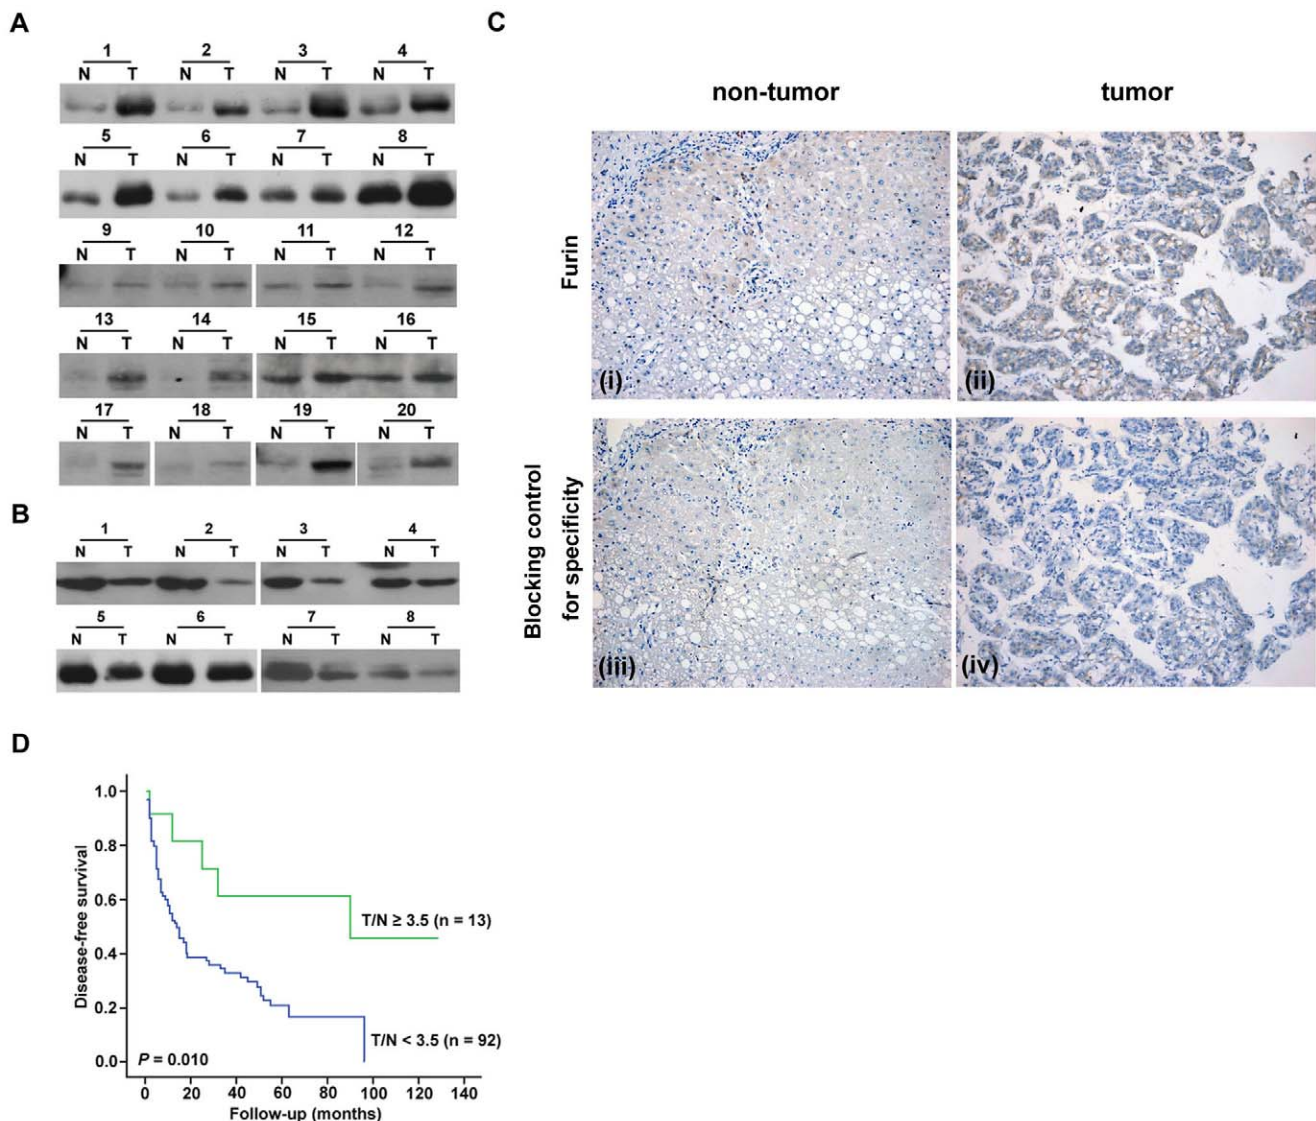 A
1 2 3 4
N T N T N T N T
5 6 7 8
N T N T N T N T
9 10 11 12
N T N T N T N T
13 14 15 16
N T N T N T N T
17 18 19 20
N T N T N T N T
B
1 2 3 4
N T N T N T N T
5 6 7 8
N T N T N T N T
C
non-tumor tumor
Furin
(i) (ii)
Blocking control
for specificity
(iii) (iv)
D
Disease-free survival
1.0
0.8
0.6
0.4
0.2
0.0
T/N ≥ 3.5 (n = 13)
T/N < 3.5 (n = 92)
P = 0.010
0 20 40 60 80 100 120 140
Follow-up (months)